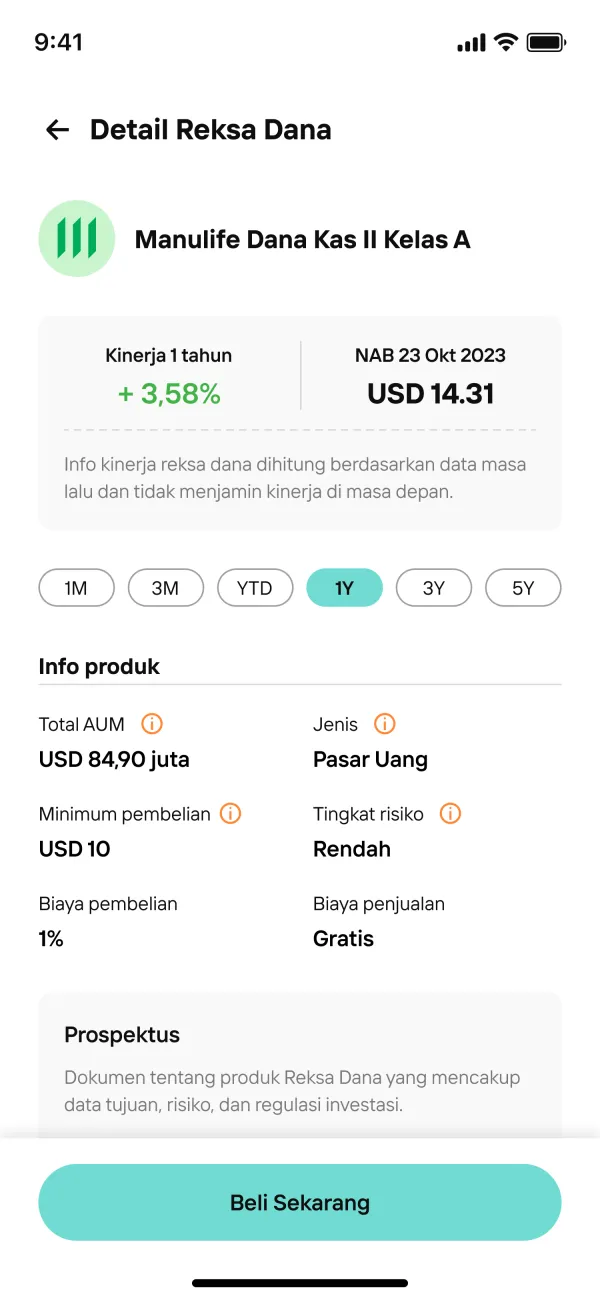 9:41
Detail Reksa Dana
Manulife Dana Kas II Kelas A
Kinerja 1 tahun
+ 3,58%
NAB 23 Okt 2023
USD 14.31
Info kinerja reksa dana dihitung berdasarkan data masa
lalu dan tidak menjamin kinerja di masa depan.
1M 3M YTD 1Y 3Y 5Y
Info produk
Total AUM
USD 84,90 juta
Jenis
Pasar Uang
Minimum pembelian
USD 10
Tingkat risiko
Rendah
Biaya pembelian
1%
Biaya penjualan
Gratis
Prospektus
Dokumen tentang produk Reksa Dana yang mencakup
data tujuan, risiko, dan regulasi investasi.
Beli Sekarang